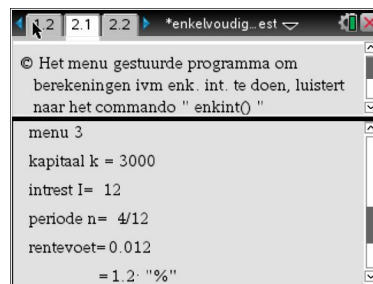 1.2 2.1 2.2 *enkelvoudig...est
© Het menu gestuurde programma om
berekeningen ivm enk. int. te doen, luistert
naar het commando " enkint() "
menu 3
kapitaal k = 3000
intrest I= 12
periode n= 4/12
rentevoet= 0.012
= 1.2· "%"